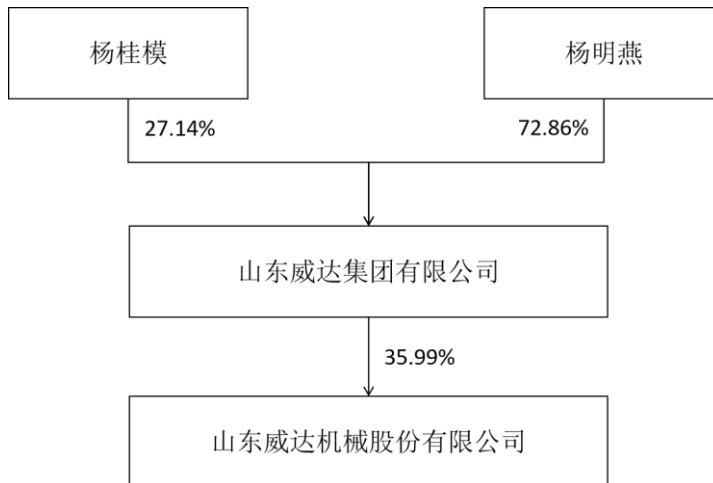 杨桂模
杨明燕
27.14%
72.86%
山东威达集团有限公司
35.99%
山东威达机械股份有限公司